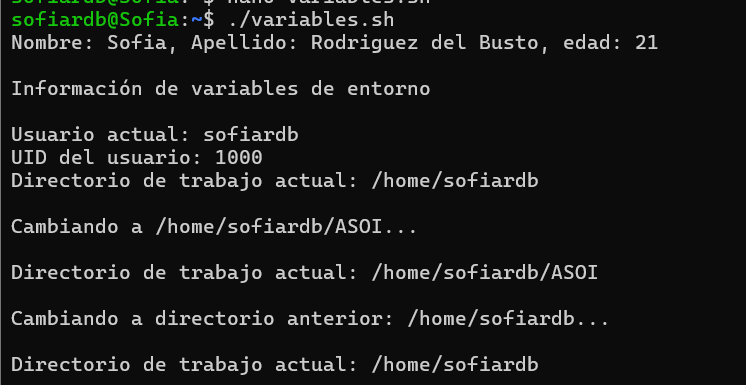 sofiardb@Sofia:~$ nano variables.sh
sofiardb@Sofia:~$ ./variables.sh
Nombre: Sofia, Apellido: Rodriguez del Busto, edad: 21
Información de variables de entorno
Usuario actual: sofiardb
UID del usuario: 1000
Directorio de trabajo actual: /home/sofiardb
Cambiando a /home/sofiardb/ASOI...
Directorio de trabajo actual: /home/sofiardb/ASOI
Cambiando a directorio anterior: /home/sofiardb...
Directorio de trabajo actual: /home/sofiardb